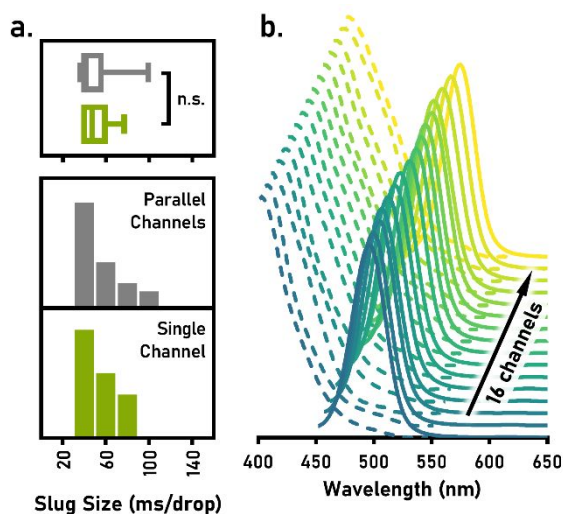 a.
n.s.
Parallel
Channels
Single
Channel
20 60 100 140
Slug Size (ms/drop)
b.
16 channels
400 450 500 550 600 650
Wavelength (nm)